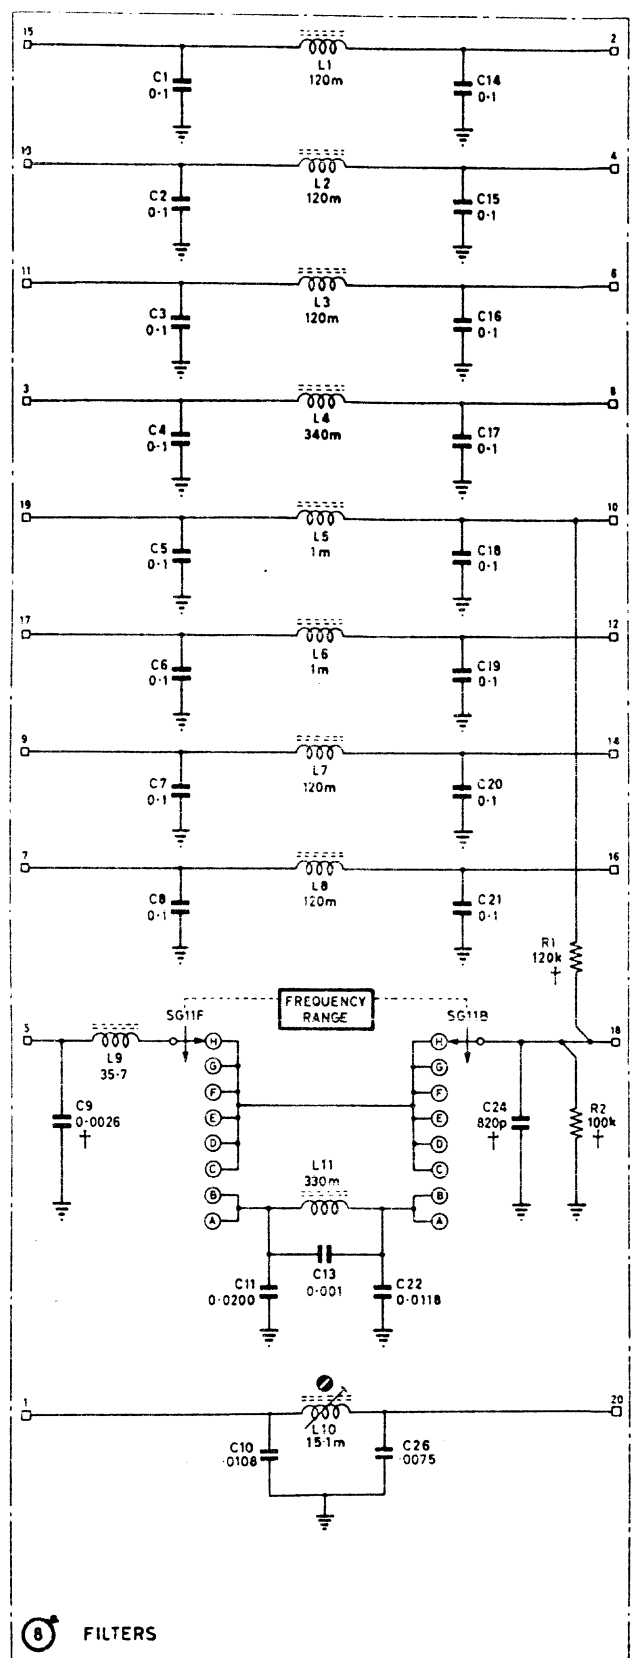 15
2
L1
120m
C1
0·1
C14
0·1
13
4
L2
120m
C2
0·1
C15
0·1
11
6
L3
120m
C3
0·1
C16
0·1
3
8
L4
340m
C4
0·1
C17
0·1
19
10
L5
1m
C5
0·1
C18
0·1
17
12
L6
1m
C6
0·1
C19
0·1
9
L7
120m
C7
0·1
C20
0·1
7
16
L8
120m
C8
0·1
C21
0·1
R1
120k
†
FREQUENCY
RANGE
SG11F
SG11B
5
18
L9
35·7
H
H
G
G
F
F
E
E
D
D
C
C
B
B
A
A
C9
0·0026
†
C24
820p
†
R2
100k
†
L11
330m
C13
0·001
C11
0·0200
C22
0·0118
1
20
L10
15·1m
C10
·0108
C26
·0075
8 FILTERS